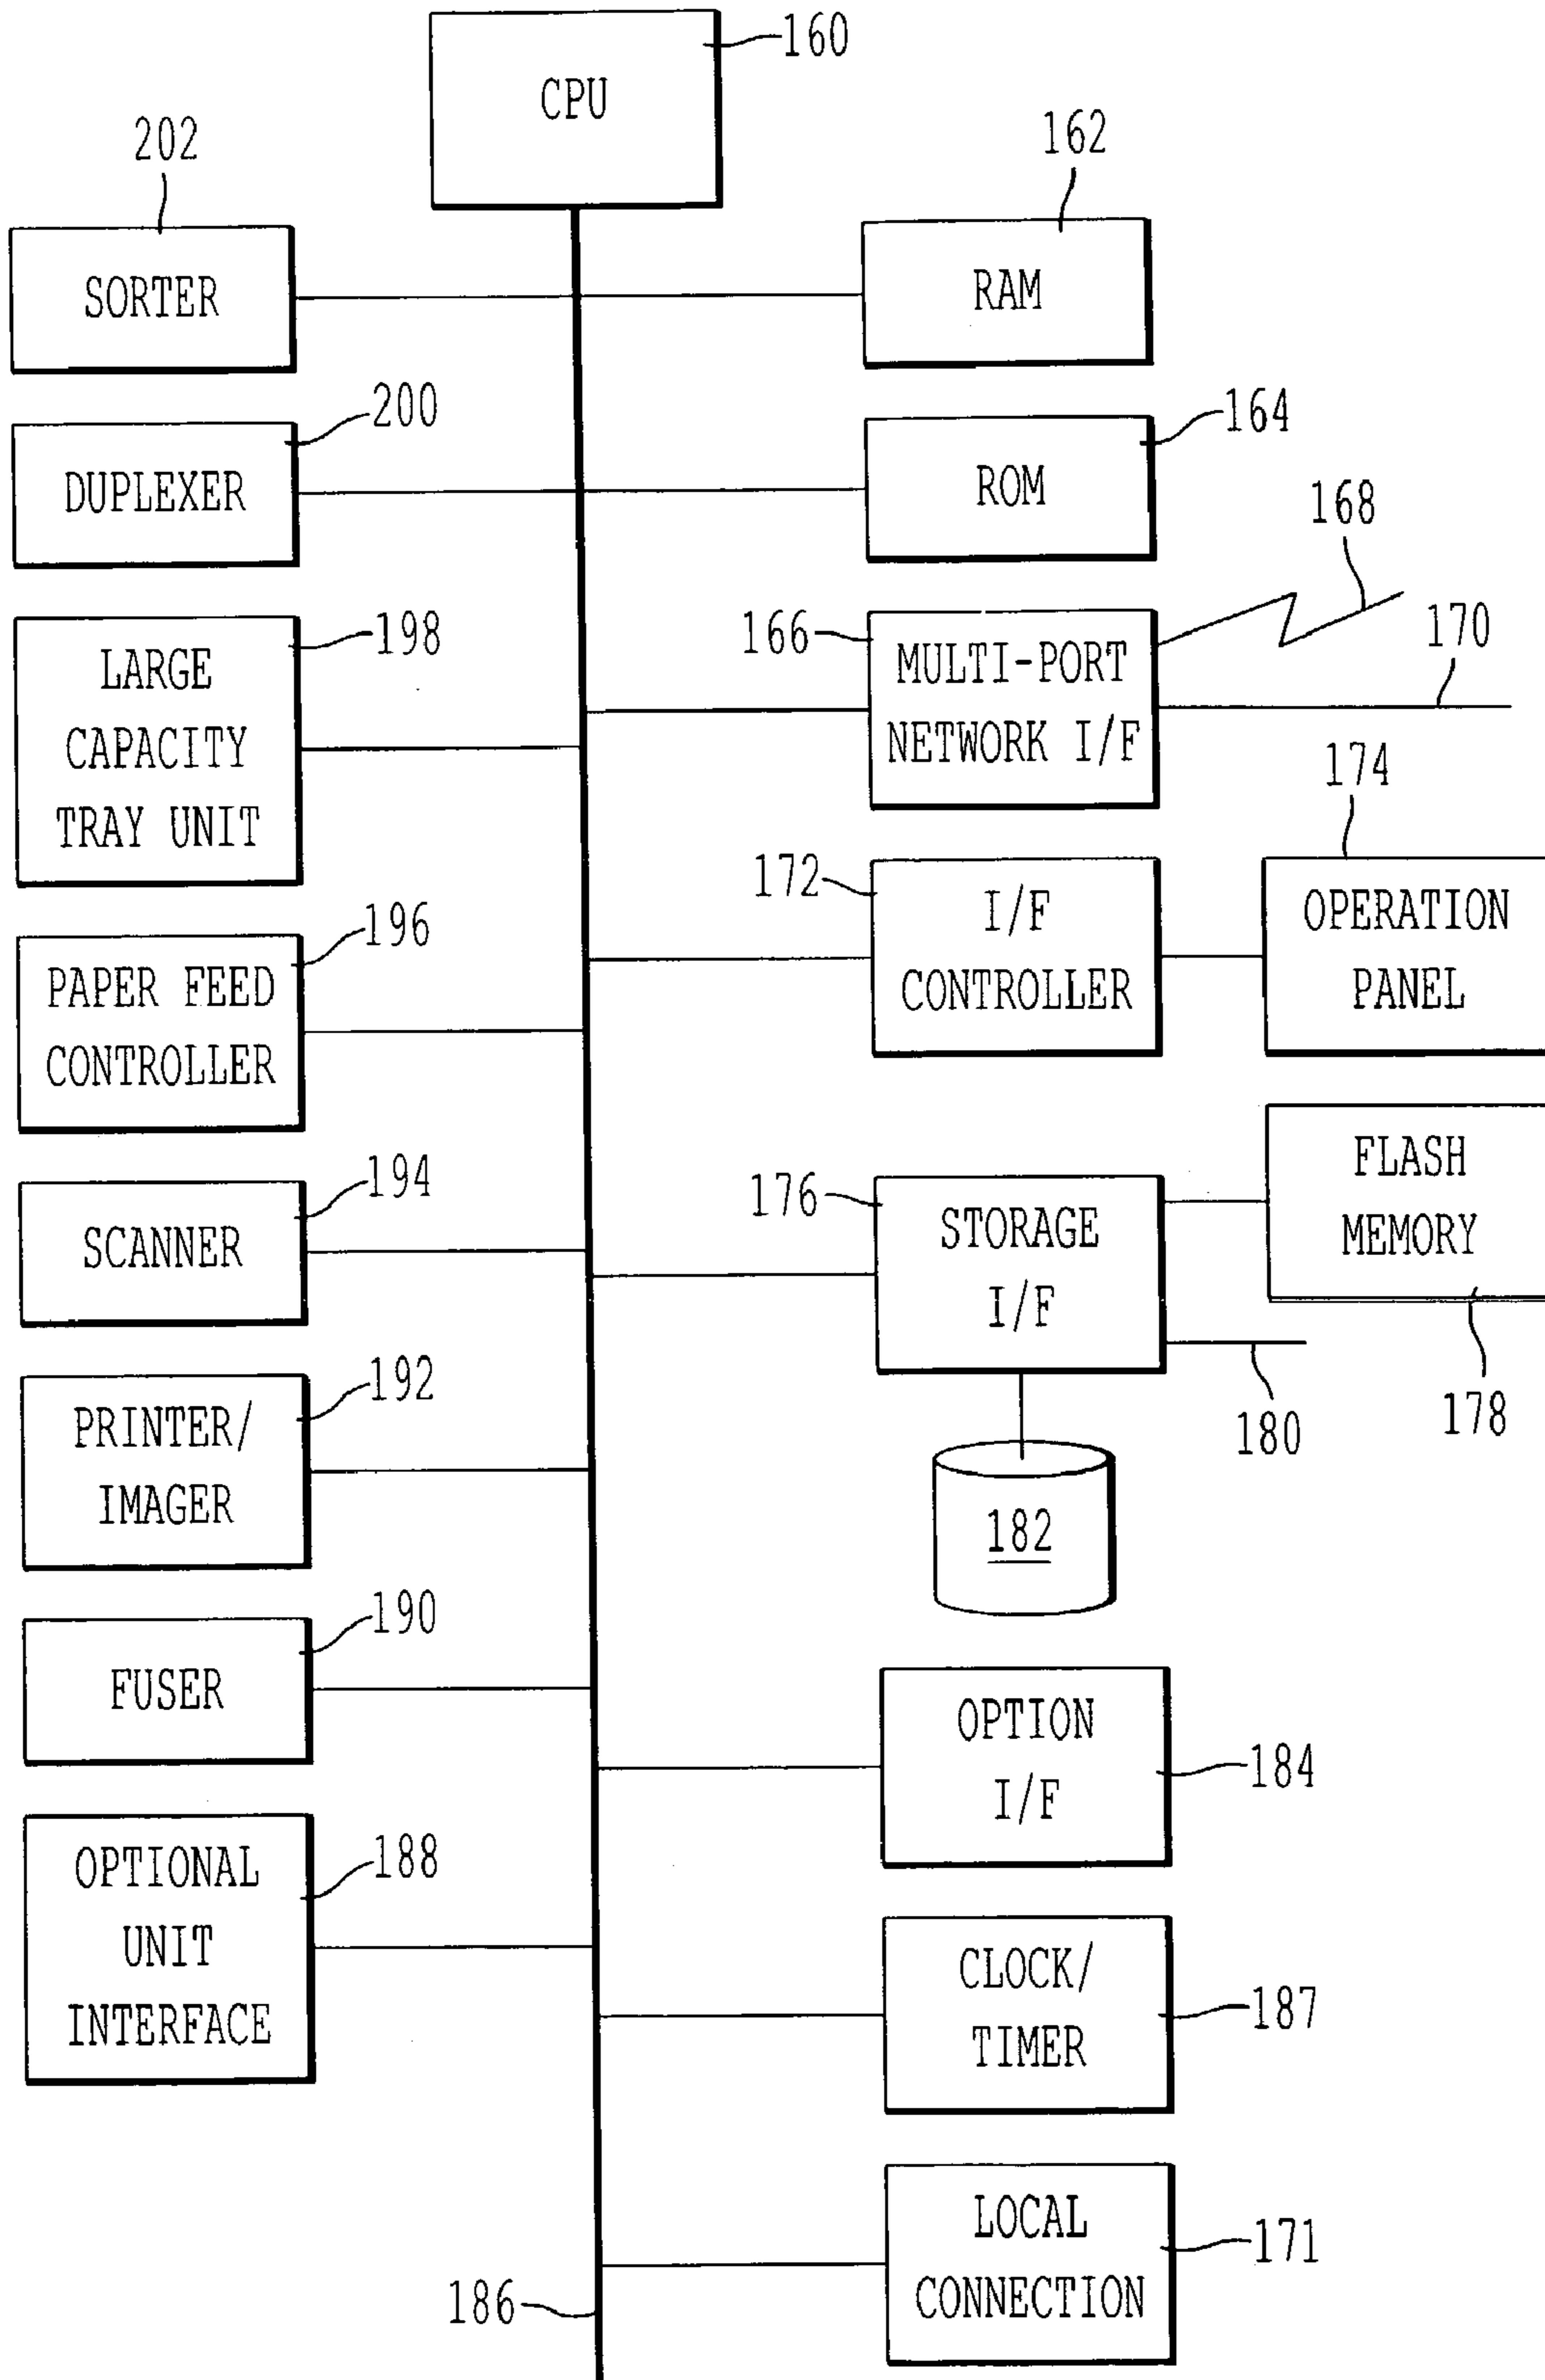 160
CPU
202
162
SORTER
RAM
200
164
DUPLEXER
ROM
168
198
166
170
LARGE
CAPACITY
TRAY UNIT
MULTI-PORT
NETWORK I/F
174
172
196
I/F
CONTROLLER
OPERATION
PANEL
PAPER FEED
CONTROLLER
194
176
FLASH
MEMORY
SCANNER
STORAGE
I/F
192
180
178
PRINTER/
IMAGER
182
190
FUSER
OPTION
I/F
184
188
OPTIONAL
UNIT
INTERFACE
CLOCK/
TIMER
187
LOCAL
CONNECTION
171
186